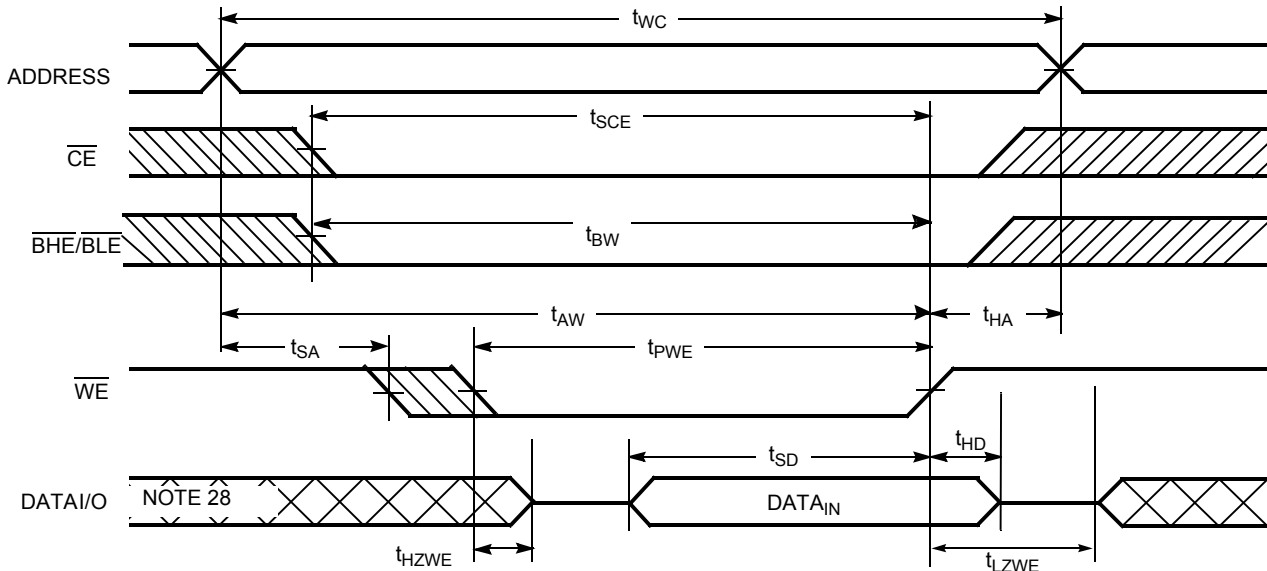 tWC
ADDRESS
tSCE
CE
BHE/BLE
tBW
tAW
tHA
tSA
tPWE
WE
tHD
tSD
DATAI/O
NOTE 28
DATAIN
tHZWE
tLZWE